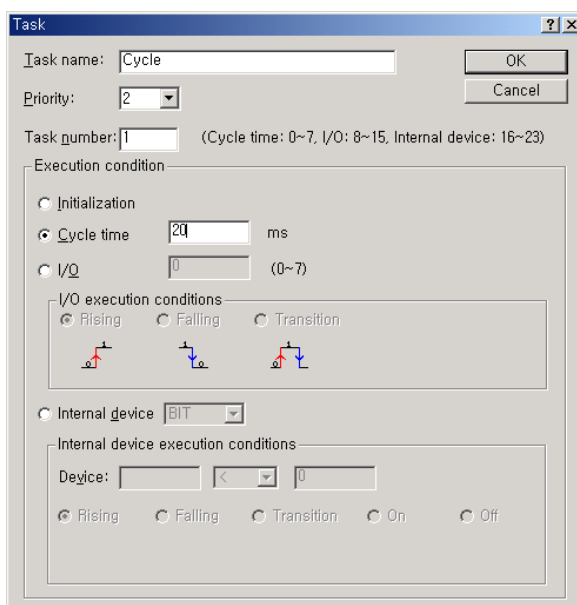 Task
Task name: Cycle OK
Priority: 2 Cancel
Task number: 1 (Cycle time: 0~7, I/O: 8~15, Internal device: 16~23)
Execution condition
Initialization
Cycle time 20 ms
I/O 0 (0~7)
I/O execution conditions
Rising Falling Transition
0 1 1 0 0 1
Internal device BIT
Internal device execution conditions
Device: < 0
Rising Falling Transition On Off